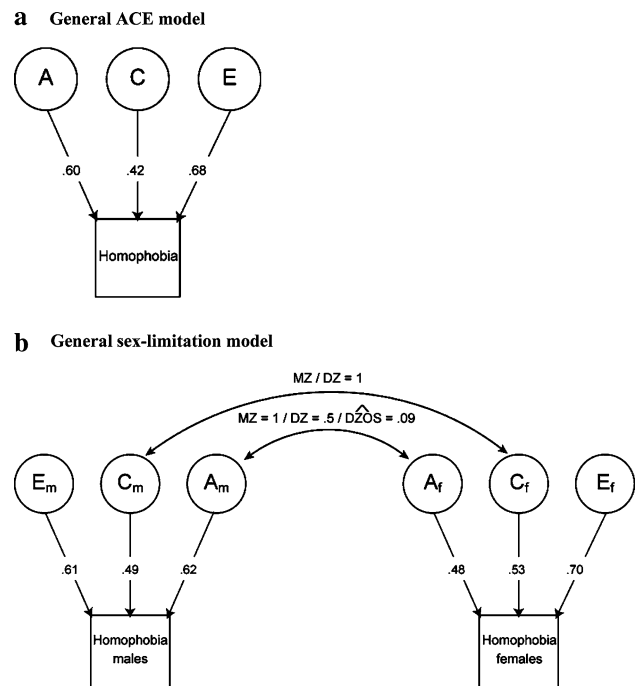 a General ACE model
A C E
.60 .42 .68
Homophobia
b General sex-limitation model
MZ / DZ = 1
MZ = 1 / DZ = .5 / DZOS = .09
Em Cm Am Af Cf Ef
.61 .49 .62 .48 .53 .70
Homophobia males
Homophobia females